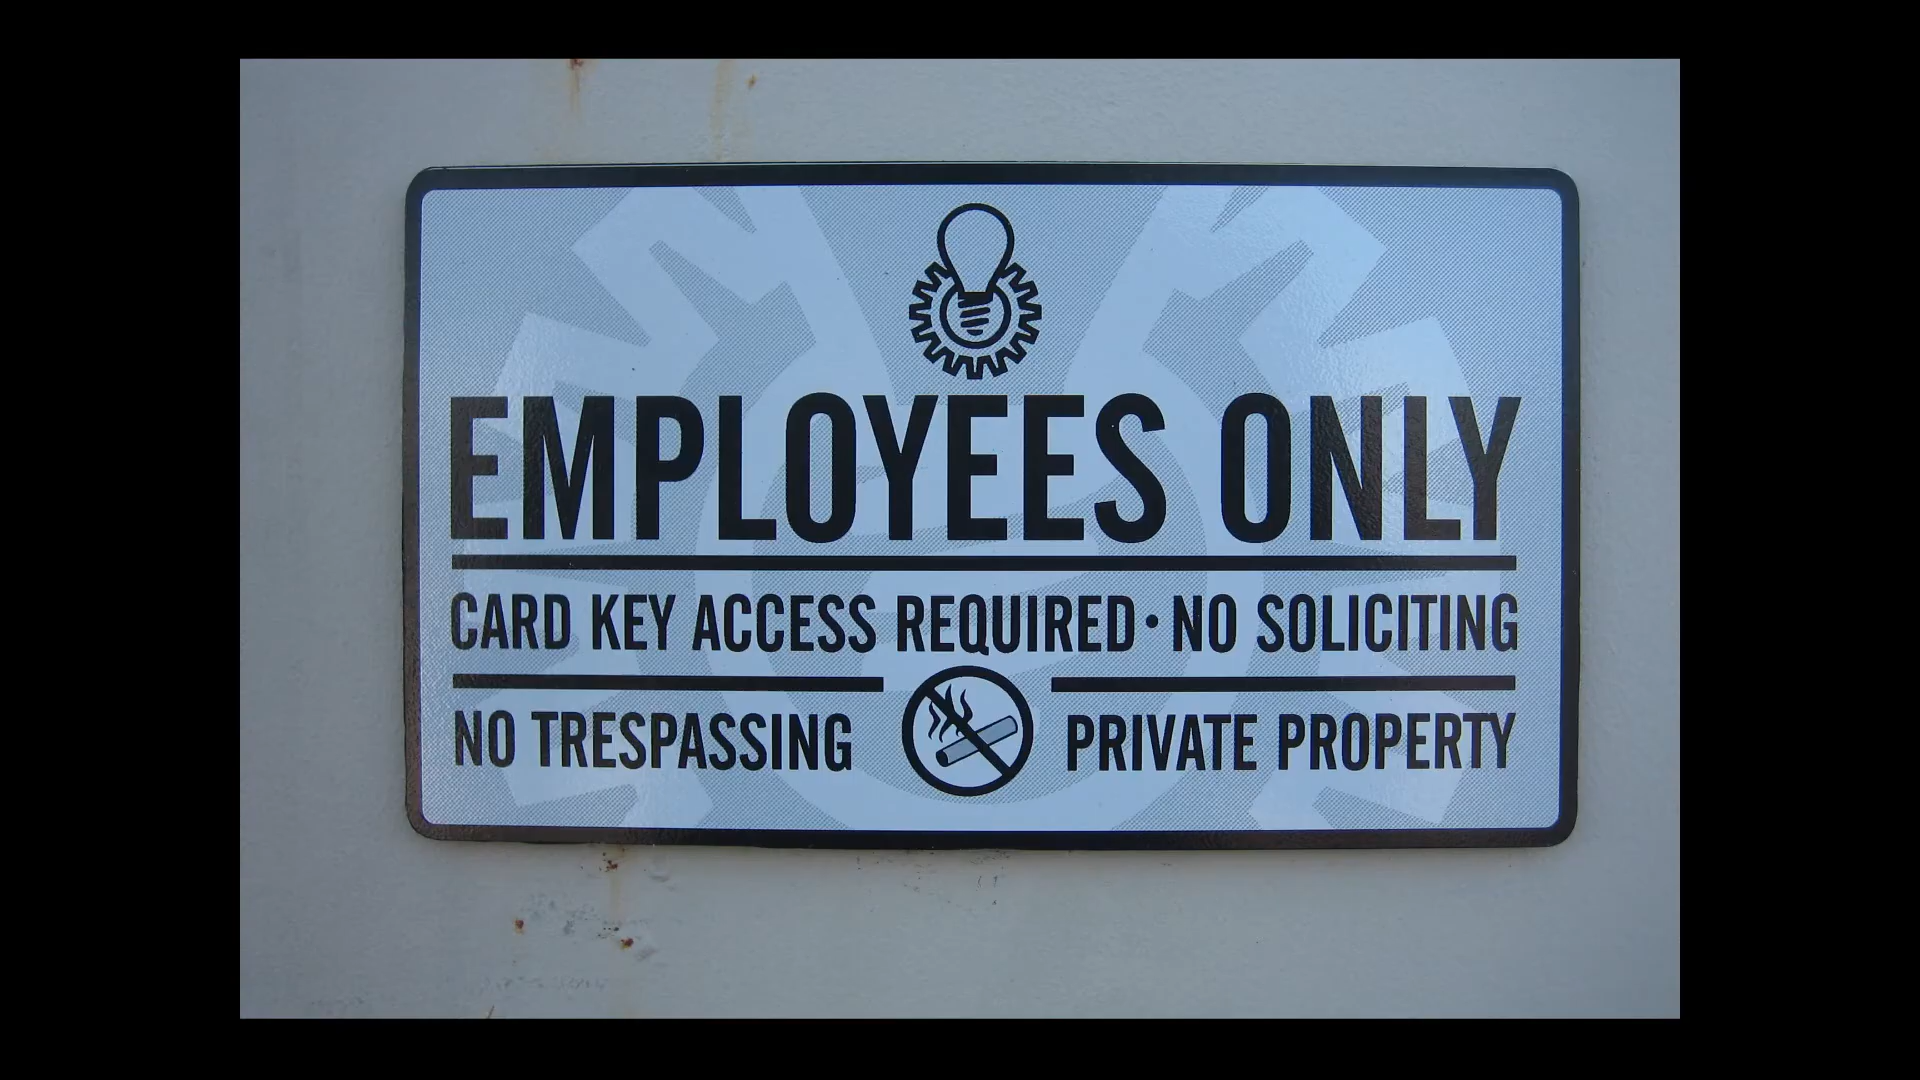 EMPLOYEES ONLY
CARD KEY ACCESS REQUIRED · NO SOLICITING
NO TRESPASSING PRIVATE PROPERTY